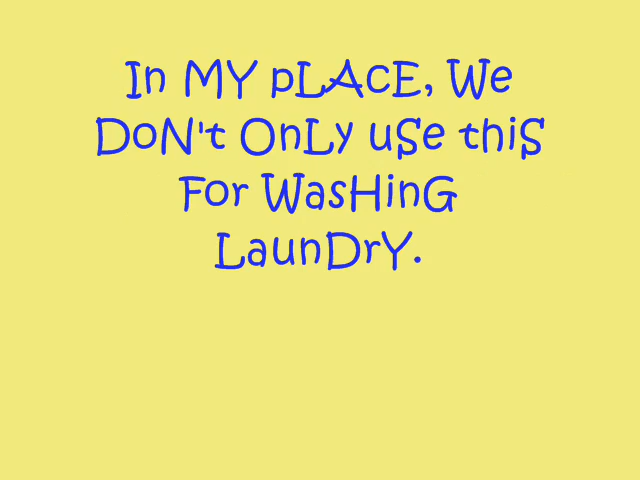 In MY pLAcE, We
DoN't OnLy uSe thiS
For WasHinG
LaunDrY.